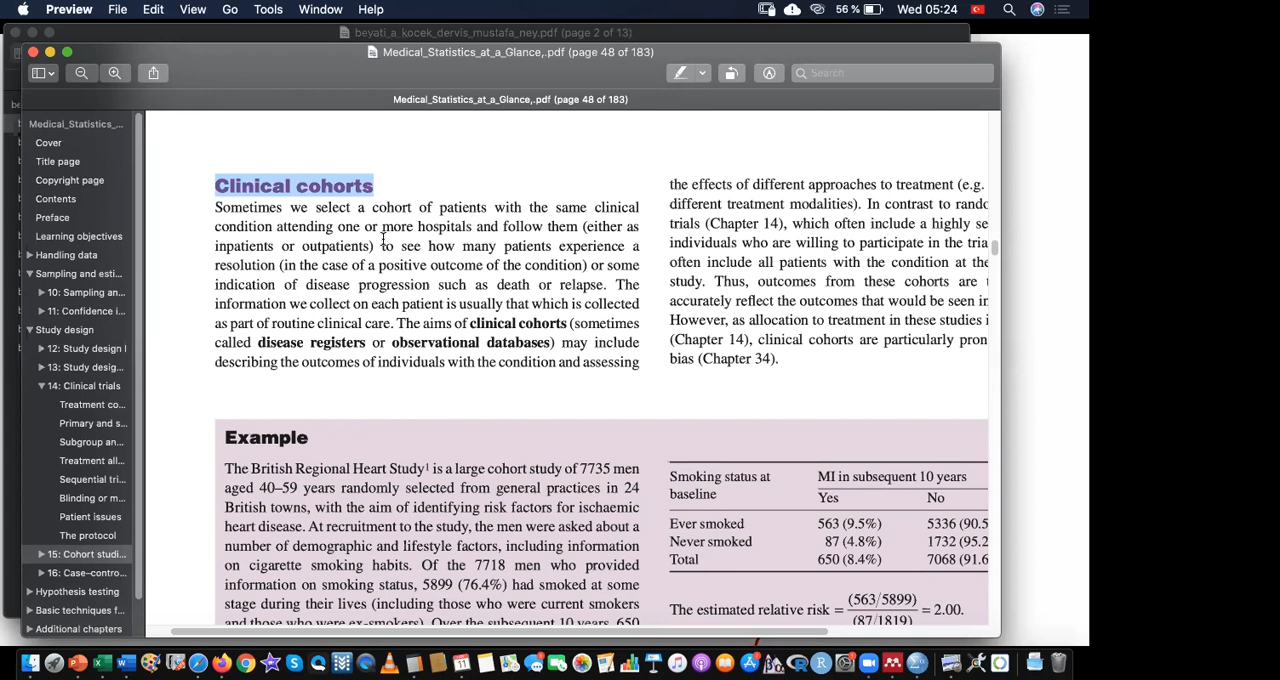 Preview File Edit View Go Tools Window Help
56 % Wed 05:24
beyati_a_kocek_dervis_mustafa_ney.pdf (page 2 of 13)
Medical_Statistics_at_a_Glance,.pdf (page 48 of 183)
Search
Medical_Statistics_at_a_Glance,.pdf (page 48 of 183)
Medical_Statistics_...
Cover
Title page
Copyright page
Contents
Preface
Learning objectives
Handling data
Sampling and esti...
10: Sampling an...
11: Confidence i...
Study design
12: Study design I
13: Study desig...
14: Clinical trials
Treatment co...
Primary and s...
Subgroup an...
Treatment all...
Sequential tri...
Blinding or m...
Patient issues
The protocol
15: Cohort studi...
16: Case–contro...
Hypothesis testing
Basic techniques f...
Additional chapters
Clinical cohorts
Sometimes we select a cohort of patients with the same clinical
condition attending one or more hospitals and follow them (either as
inpatients or outpatients) to see how many patients experience a
resolution (in the case of a positive outcome of the condition) or some
indication of disease progression such as death or relapse. The
information we collect on each patient is usually that which is collected
as part of routine clinical care. The aims of clinical cohorts (sometimes
called disease registers or observational databases) may include
describing the outcomes of individuals with the condition and assessing
the effects of different approaches to treatment (e.g.
different treatment modalities). In contrast to rando
trials (Chapter 14), which often include a highly se
individuals who are willing to participate in the tria
often include all patients with the condition at the
study. Thus, outcomes from these cohorts are
accurately reflect the outcomes that would be seen in
However, as allocation to treatment in these studies i
(Chapter 14), clinical cohorts are particularly pron
bias (Chapter 34).
Example
The British Regional Heart Study1 is a large cohort study of 7735 men
aged 40–59 years randomly selected from general practices in 24
British towns, with the aim of identifying risk factors for ischaemic
heart disease. At recruitment to the study, the men were asked about a
number of demographic and lifestyle factors, including information
on cigarette smoking habits. Of the 7718 men who provided
information on smoking status, 5899 (76.4%) had smoked at some
stage during their lives (including those who were current smokers
and those who were ex-smokers). Over the subsequent 10 years, 650
Smoking status at baseline MI in subsequent 10 years
Yes No
Ever smoked 563 (9.5%) 5336 (90.5
Never smoked 87 (4.8%) 1732 (95.2
Total 650 (8.4%) 7068 (91.6
The estimated relative risk = (563/5899) / (87/1819) = 2.00.